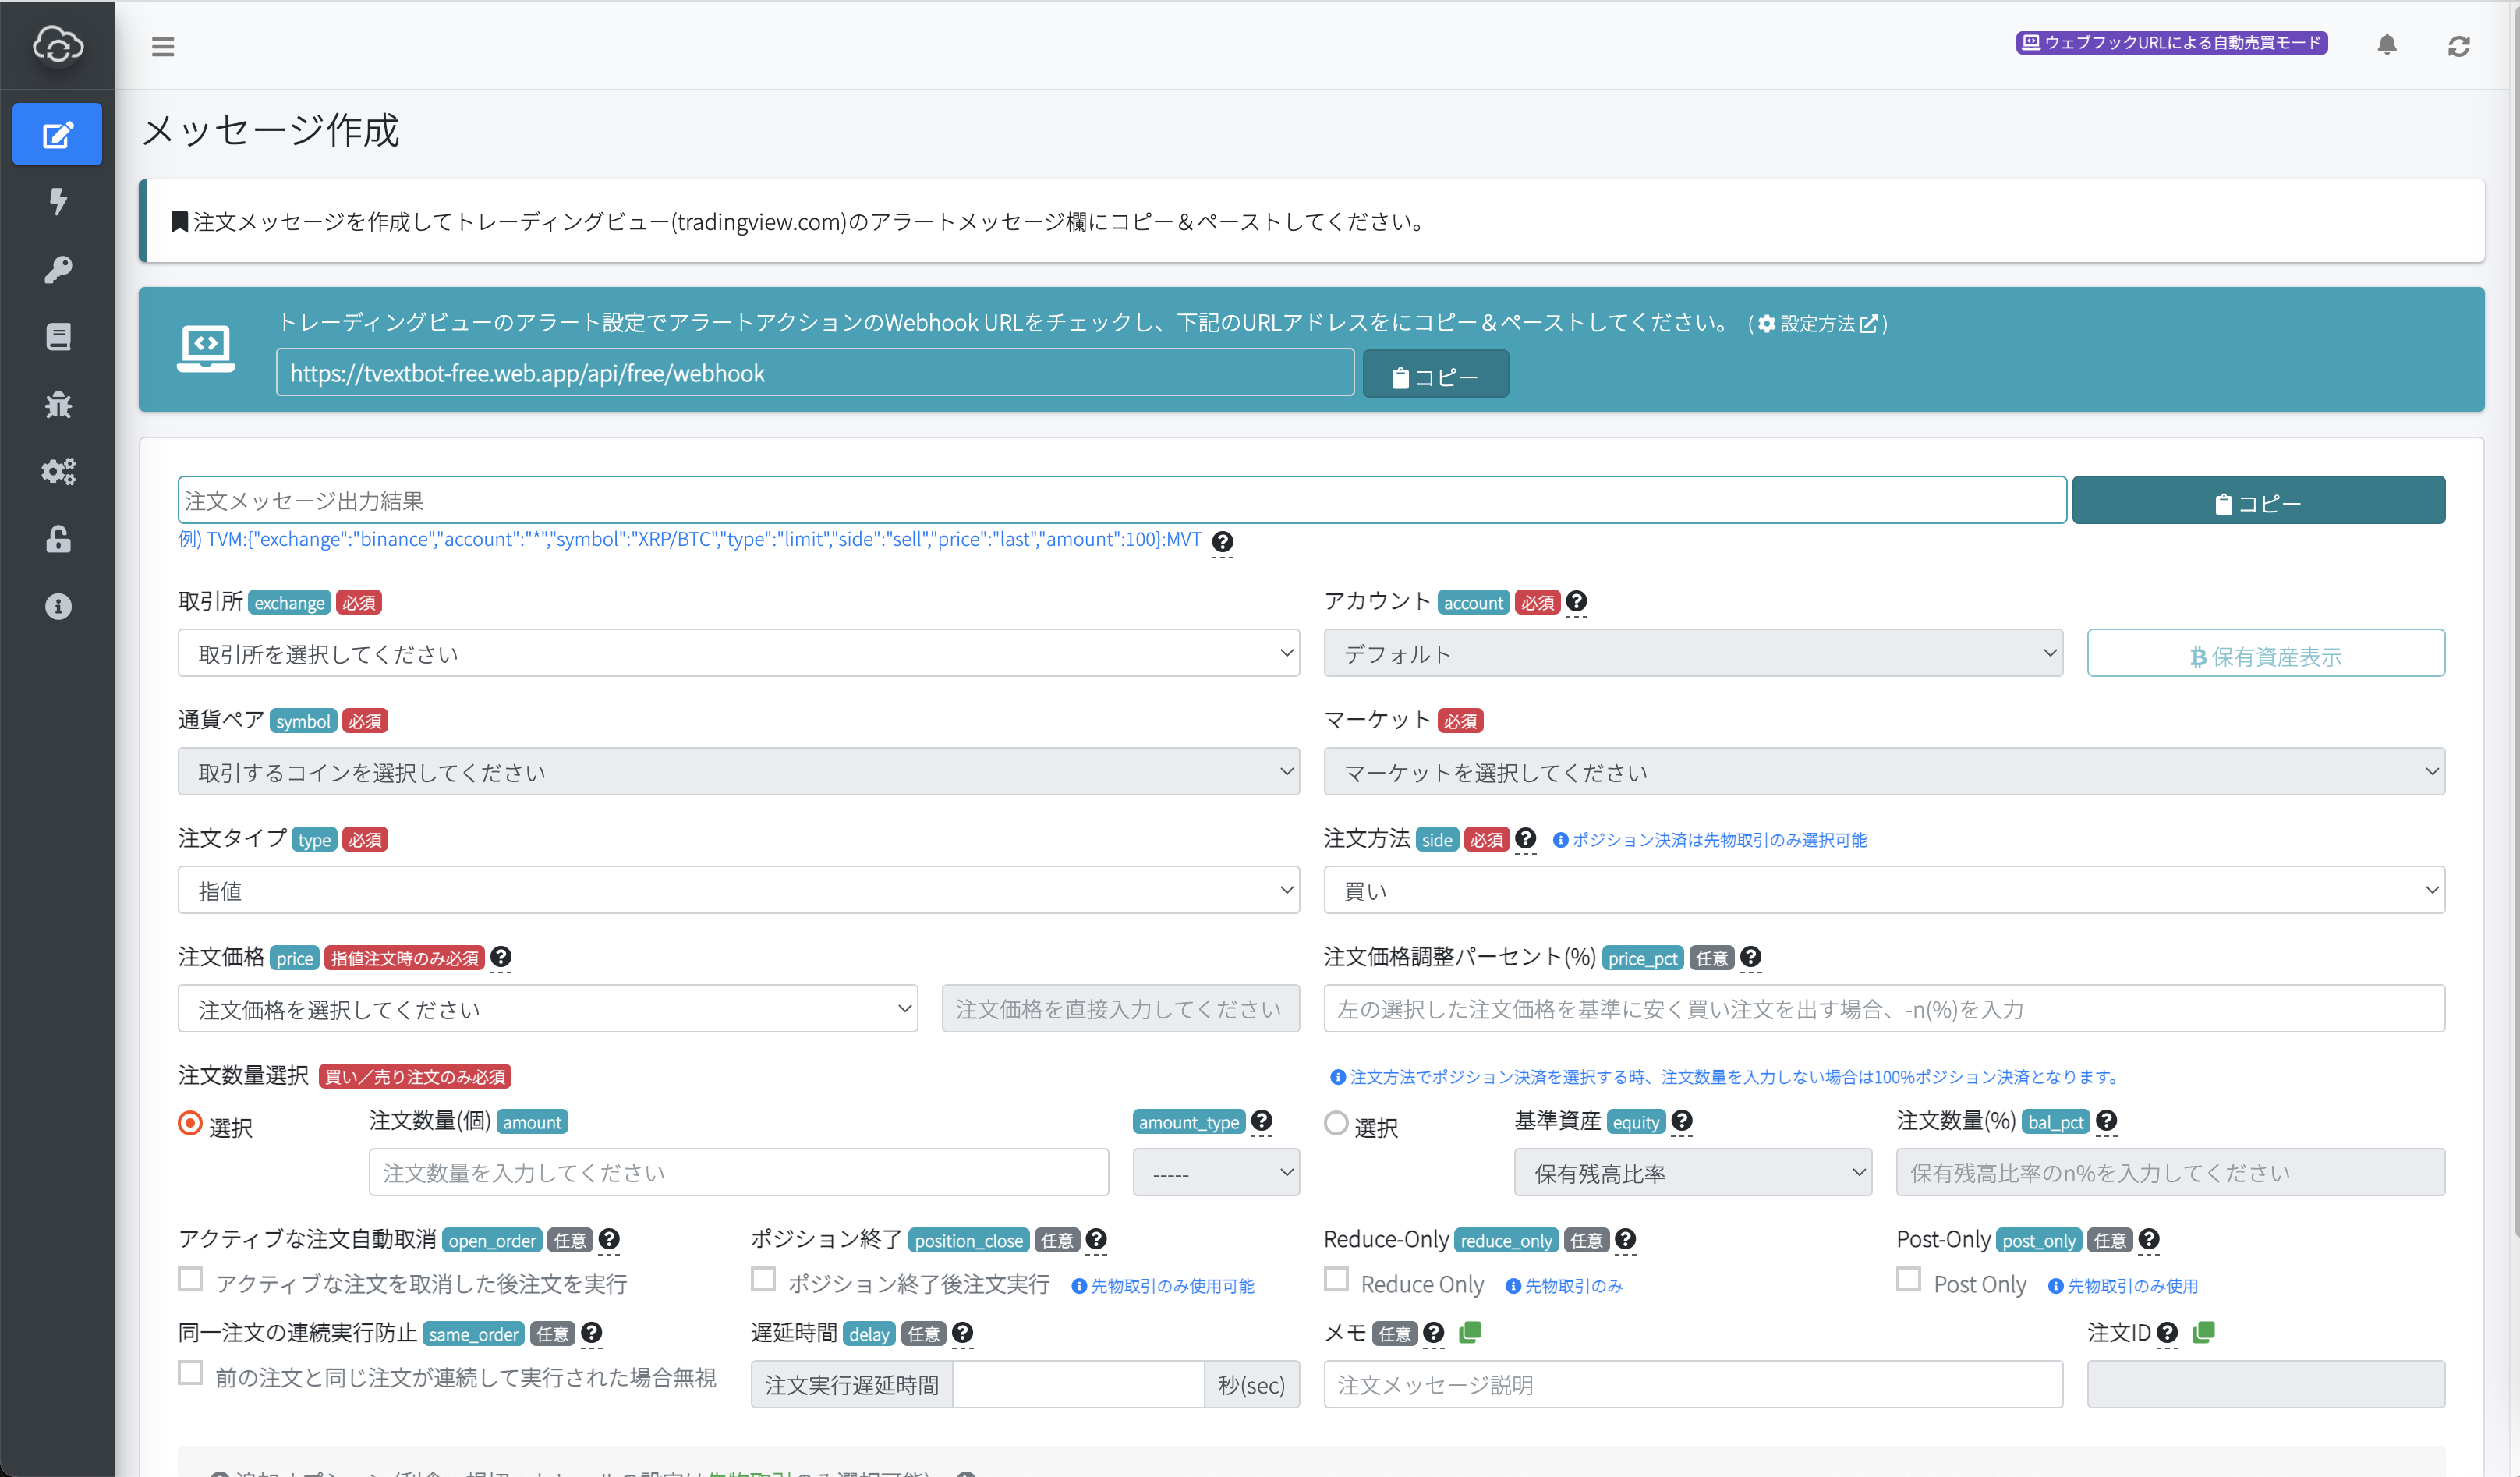 ウェブフックURLによる自動売買モード
メッセージ作成
注文メッセージを作成してトレーディングビュー(tradingview.com)のアラートメッセージ欄にコピー＆ペーストしてください。
トレーディングビューのアラート設定でアラートアクションのWebhook URLをチェックし、下記のURLアドレスをにコピー＆ペーストしてください。 ( 設定方法 )
https://tvextbot-free.web.app/api/free/webhook コピー
注文メッセージ出力結果 コピー
例) TVM:{"exchange":"binance","account":"*","symbol":"XRP/BTC","type":"limit","side":"sell","price":"last","amount":100}:MVT
取引所 exchange 必須 アカウント account 必須
取引所を選択してください デフォルト 保有資産表示
通貨ペア symbol 必須 マーケット 必須
取引するコインを選択してください マーケットを選択してください
注文タイプ type 必須 注文方法 side 必須 ポジション決済は先物取引のみ選択可能
指値 買い
注文価格 price 指値注文時のみ必須 注文価格調整パーセント(%) price_pct 任意
注文価格を選択してください 注文価格を直接入力してください 左の選択した注文価格を基準に安く買い注文を出す場合、-n(%)を入力
注文数量選択 買い／売り注文のみ必須 注文方法でポジション決済を選択する時、注文数量を入力しない場合は100%ポジション決済となります。
選択 注文数量(個) amount amount_type 選択 基準資産 equity 注文数量(%) bal_pct
注文数量を入力してください ----- 保有残高比率 保有残高比率のn%を入力してください
アクティブな注文自動取消 open_order 任意 ポジション終了 position_close 任意 Reduce-Only reduce_only 任意 Post-Only post_only 任意
アクティブな注文を取消した後注文を実行 ポジション終了後注文実行 先物取引のみ使用可能 Reduce Only 先物取引のみ Post Only 先物取引のみ使用
同一注文の連続実行防止 same_order 任意 遅延時間 delay 任意 メモ 任意 注文ID
前の注文と同じ注文が連続して実行された場合無視 注文実行遅延時間 秒(sec) 注文メッセージ説明